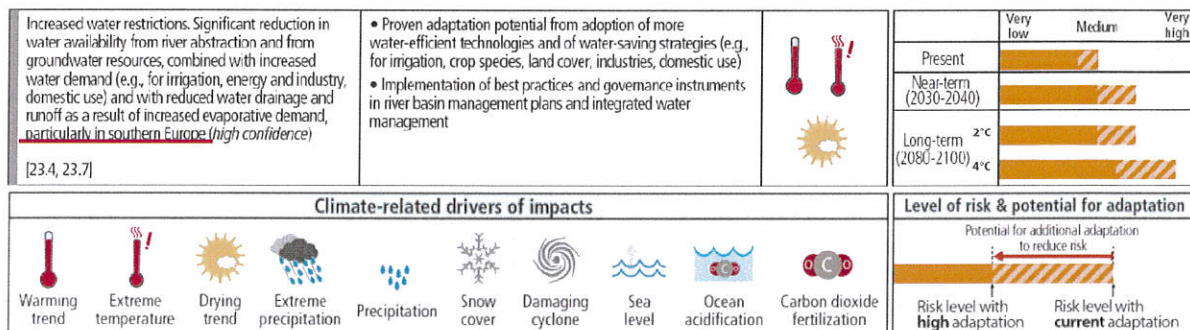 Increased water restrictions. Significant reduction in
water availability from river abstraction and from
groundwater resources, combined with increased
water demand (e.g., for irrigation, energy and industry,
domestic use) and with reduced water drainage and
runoff as a result of increased evaporative demand,
particularly in southern Europe (high confidence)
[23.4, 23.7]
• Proven adaptation potential from adoption of more
water-efficient technologies and of water-saving strategies (e.g.,
for irrigation, crop species, land cover, industries, domestic use)
• Implementation of best practices and governance instruments
in river basin management plans and integrated water
management
Very low Medium Very high
Present
Near-term
(2030-2040)
Long-term
(2080-2100)
2°C
4°C
Climate-related drivers of impacts
Warming trend
Extreme temperature
Drying trend
Extreme precipitation
Precipitation
Snow cover
Damaging cyclone
Sea level
Ocean acidification
O C O
Carbon dioxide fertilization
Level of risk & potential for adaptation
Potential for additional adaptation
to reduce risk
Risk level with
high adaptation
Risk level with
current adaptation